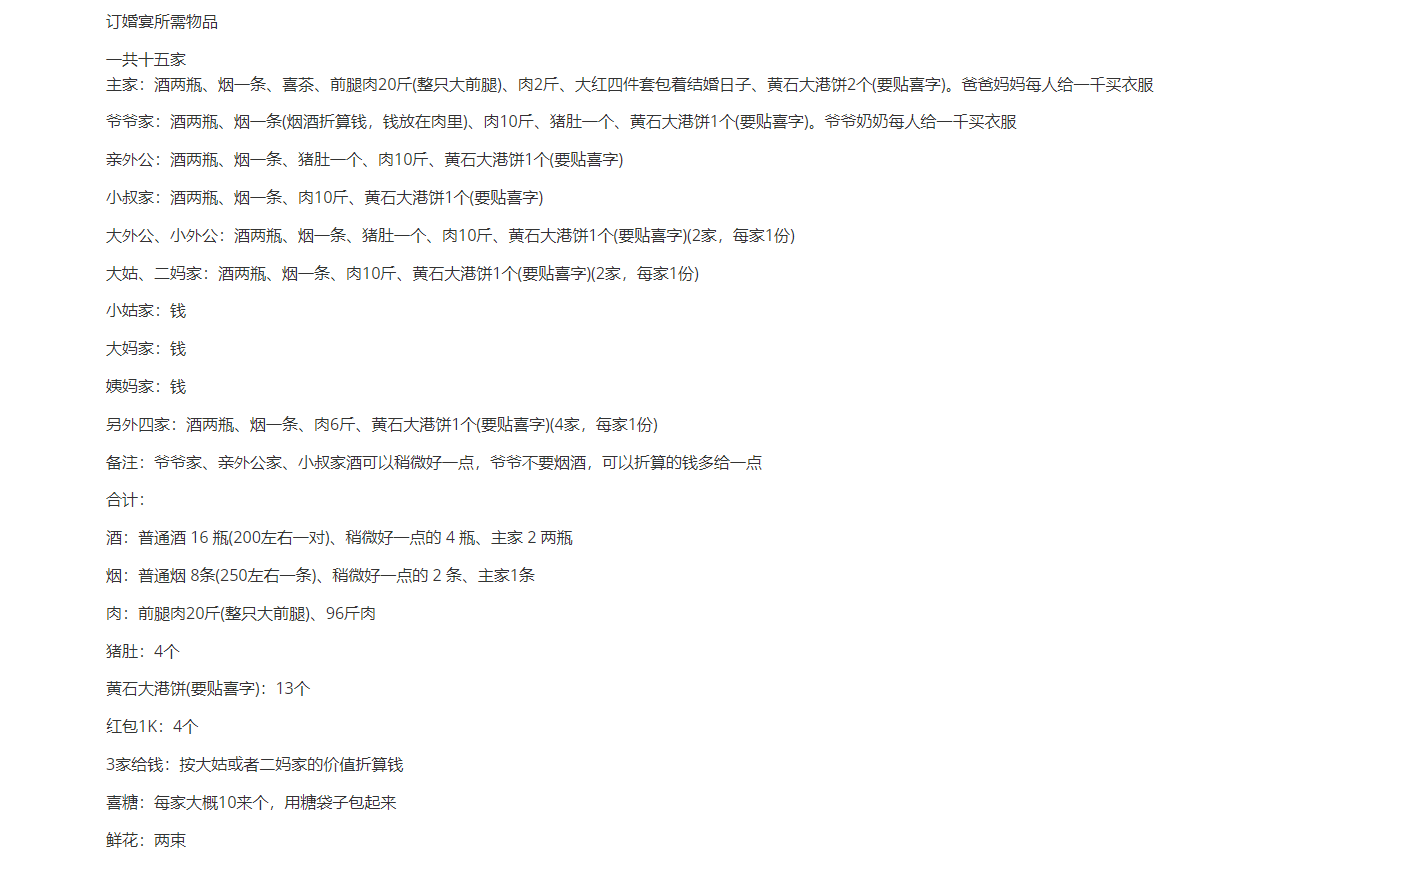 订婚宴所需物品
一共十五家
主家：酒两瓶、烟一条、喜茶、前腿肉20斤(整只大前腿)、肉2斤、大红四件套包着结婚日子、黄石大港饼2个(要贴喜字)。爸爸妈妈每人给一千买衣服
爷爷家：酒两瓶、烟一条(烟酒折算钱，钱放在肉里)、肉10斤、猪肚一个、黄石大港饼1个(要贴喜字)。爷爷奶奶每人给一千买衣服
亲外公：酒两瓶、烟一条、猪肚一个、肉10斤、黄石大港饼1个(要贴喜字)
小叔家：酒两瓶、烟一条、肉10斤、黄石大港饼1个(要贴喜字)
大外公、小外公：酒两瓶、烟一条、猪肚一个、肉10斤、黄石大港饼1个(要贴喜字)(2家，每家1份)
大姑、二妈家：酒两瓶、烟一条、肉10斤、黄石大港饼1个(要贴喜字)(2家，每家1份)
小姑家：钱
大妈家：钱
姨妈家：钱
另外四家：酒两瓶、烟一条、肉6斤、黄石大港饼1个(要贴喜字)(4家，每家1份)
备注：爷爷家、亲外公家、小叔家酒可以稍微好一点，爷爷不要烟酒，可以折算的钱多给一点
合计：
酒：普通酒 16 瓶(200左右一对)、稍微好一点的 4 瓶、主家 2 两瓶
烟：普通烟 8条(250左右一条)、稍微好一点的 2 条、主家1条
肉：前腿肉20斤(整只大前腿)、96斤肉
猪肚：4个
黄石大港饼(要贴喜字)：13个
红包1K：4个
3家给钱：按大姑或者二妈家的价值折算钱
喜糖：每家大概10来个，用糖袋子包起来
鲜花：两束